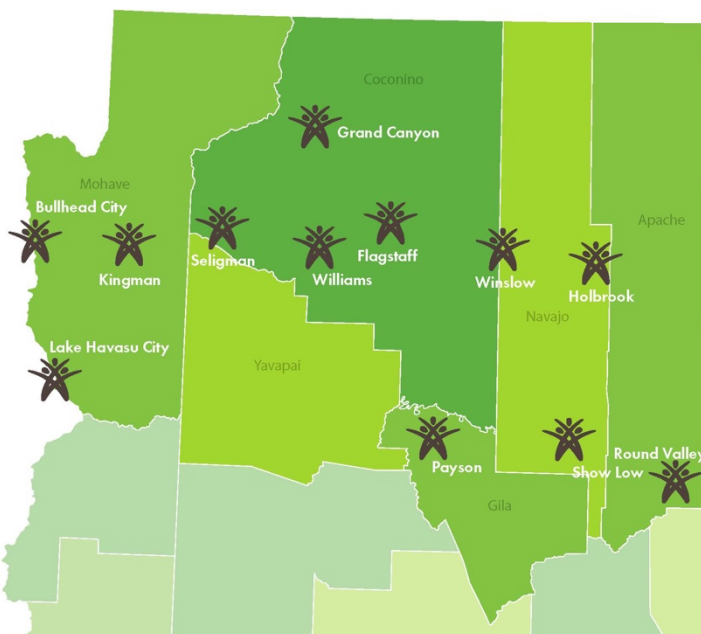 Coconino
Grand Canyon
Mohave
Bullhead City
Apache
Kingman
Seligman
Williams
Flagstaff
Winslow
Holbrook
Navajo
Lake Havasu City
Yavapai
Payson
Show Low
Round Valley
Gila